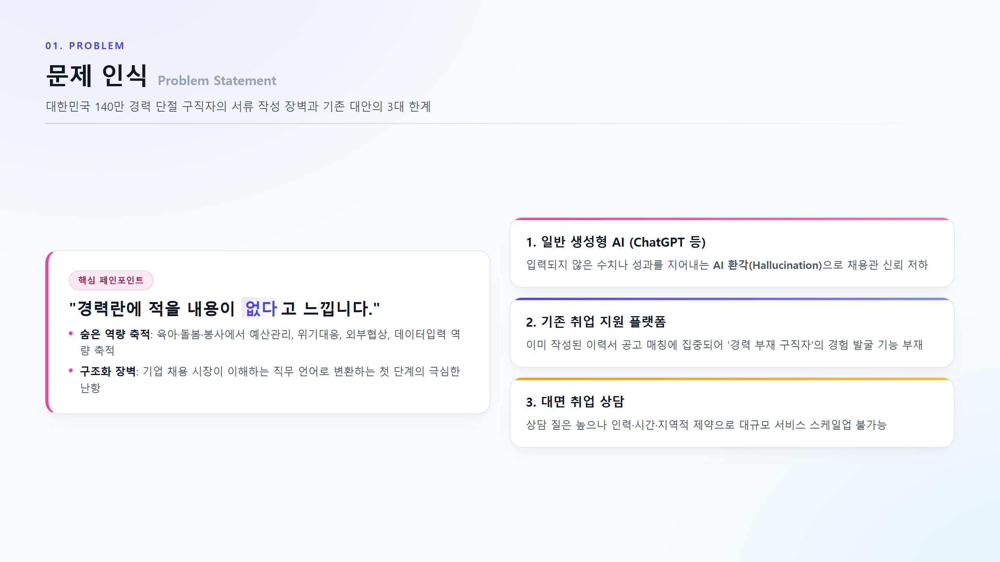 01. PROBLEM
문제 인식 Problem Statement
대한민국 140만 경력 단절 구직자의 서류 작성 장벽과 기존 대안의 3대 한계
핵심 페인포인트
"경력란에 적을 내용이 없다고 느낍니다."
숨은 역량 축적: 육아·돌봄·봉사에서 예산관리, 위기대응, 외부협상, 데이터입력 역
량 축적
구조화 장벽: 기업 채용 시장이 이해하는 직무 언어로 변환하는 첫 단계의 극심한
난항
1. 일반 생성형 AI (ChatGPT 등)
입력되지 않은 수치나 성과를 지어내는 AI 환각(Hallucination)으로 채용관 신뢰 저하
2. 기존 취업 지원 플랫폼
이미 작성된 이력서 공고 매칭에 집중되어 '경력 부재 구직자'의 경험 발굴 기능 부재
3. 대면 취업 상담
상담 질은 높으나 인력·시간·지역적 제약으로 대규모 서비스 스케일업 불가능